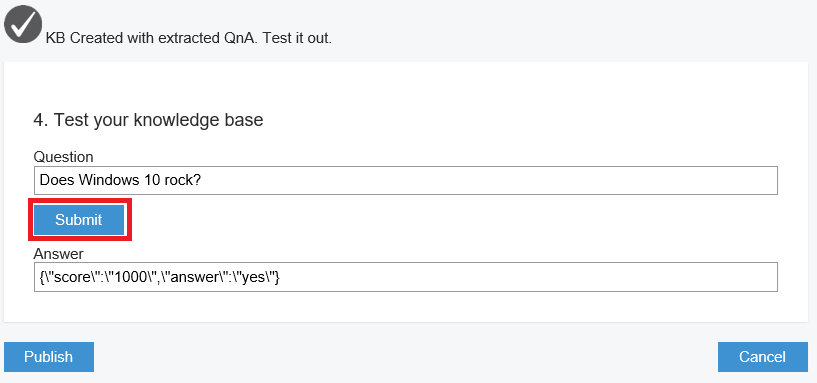 KB Created with extracted QnA. Test it out.
4. Test your knowledge base
Question
Does Windows 10 rock?
Submit
Answer
{\"score\":\"1000\",\"answer\":\"yes\"}
Publish
Cancel